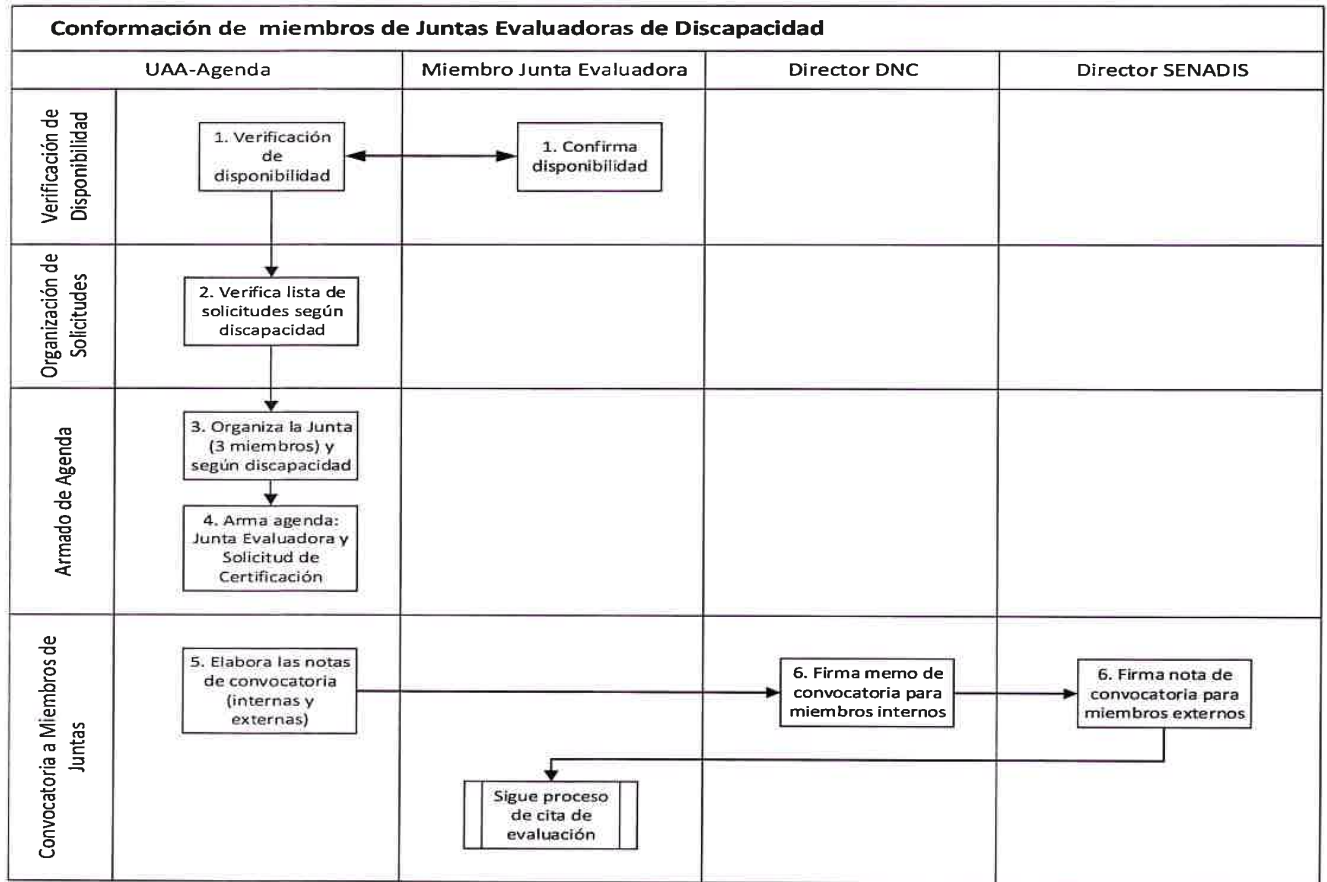 Conformación de miembros de Juntas Evaluadoras de Discapacidad
UAA-Agenda
Miembro Junta Evaluadora
Director DNC
Director SENADIS
Verificación de
Disponibilidad
1. Verificación
de
disponibilidad
1. Confirma
disponibilidad
Organización de
Solicitudes
2. Verifica lista de
solicitudes según
discapacidad
Armado de Agenda
3. Organiza la Junta
(3 miembros) y
según discapacidad
4. Arma agenda:
Junta Evaluadora y
Solicitud de
Certificación
Convocatoria a Miembros de
Juntas
5. Elabora las notas
de convocatoria
(internas y
externas)
6. Firma memo de
convocatoria para
miembros internos
6. Firma nota de
convocatoria para
miembros externos
Sigue proceso
de cita de
evaluación